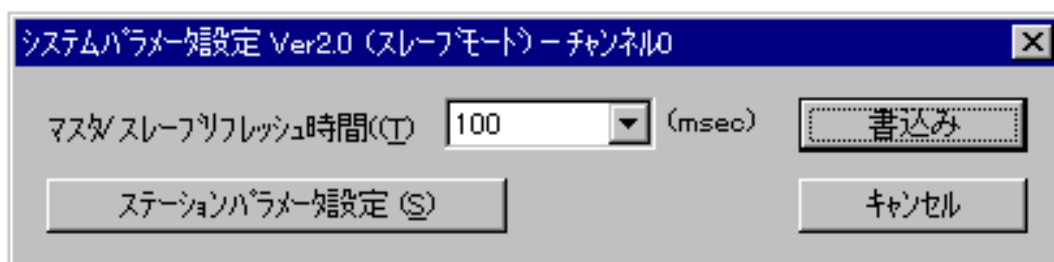 システムパラメータ設定 Ver2.0 (スレーブモード) − チャンネル0
マスタ/スレーブリフレッシュ時間((T) 100 (msec) 書込み
ステーションパラメータ設定 (S) キャンセル